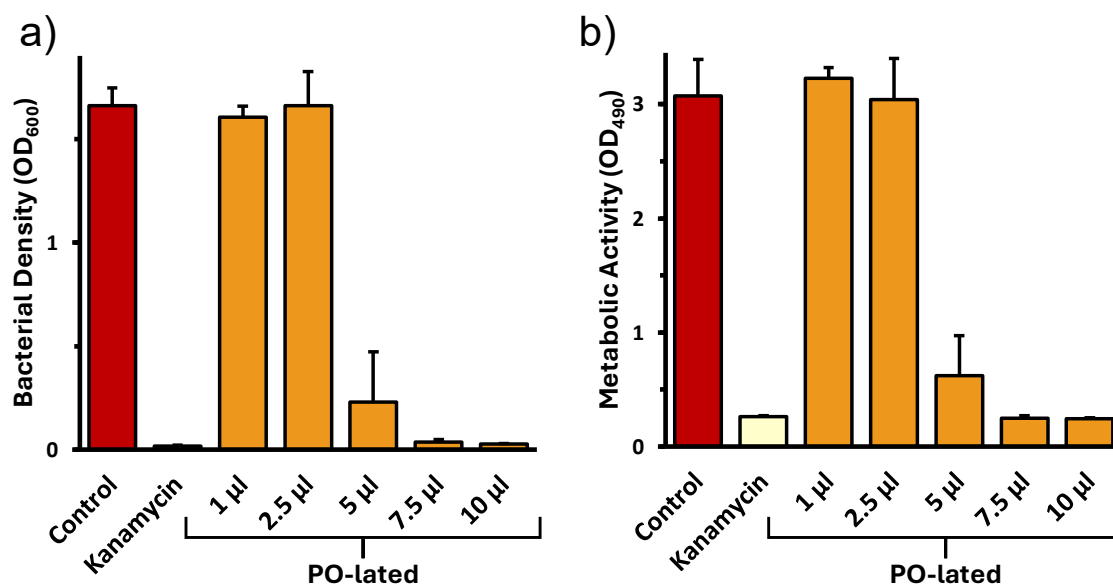 a)
Bacterial Density (OD600)
1
0
Control
Kanamycin
1 µl
2.5 µl
5 µl
7.5 µl
10 µl
PO-lated
b)
Metabolic Activity (OD490)
3
2
1
0
Control
Kanamycin
1 µl
2.5 µl
5 µl
7.5 µl
10 µl
PO-lated